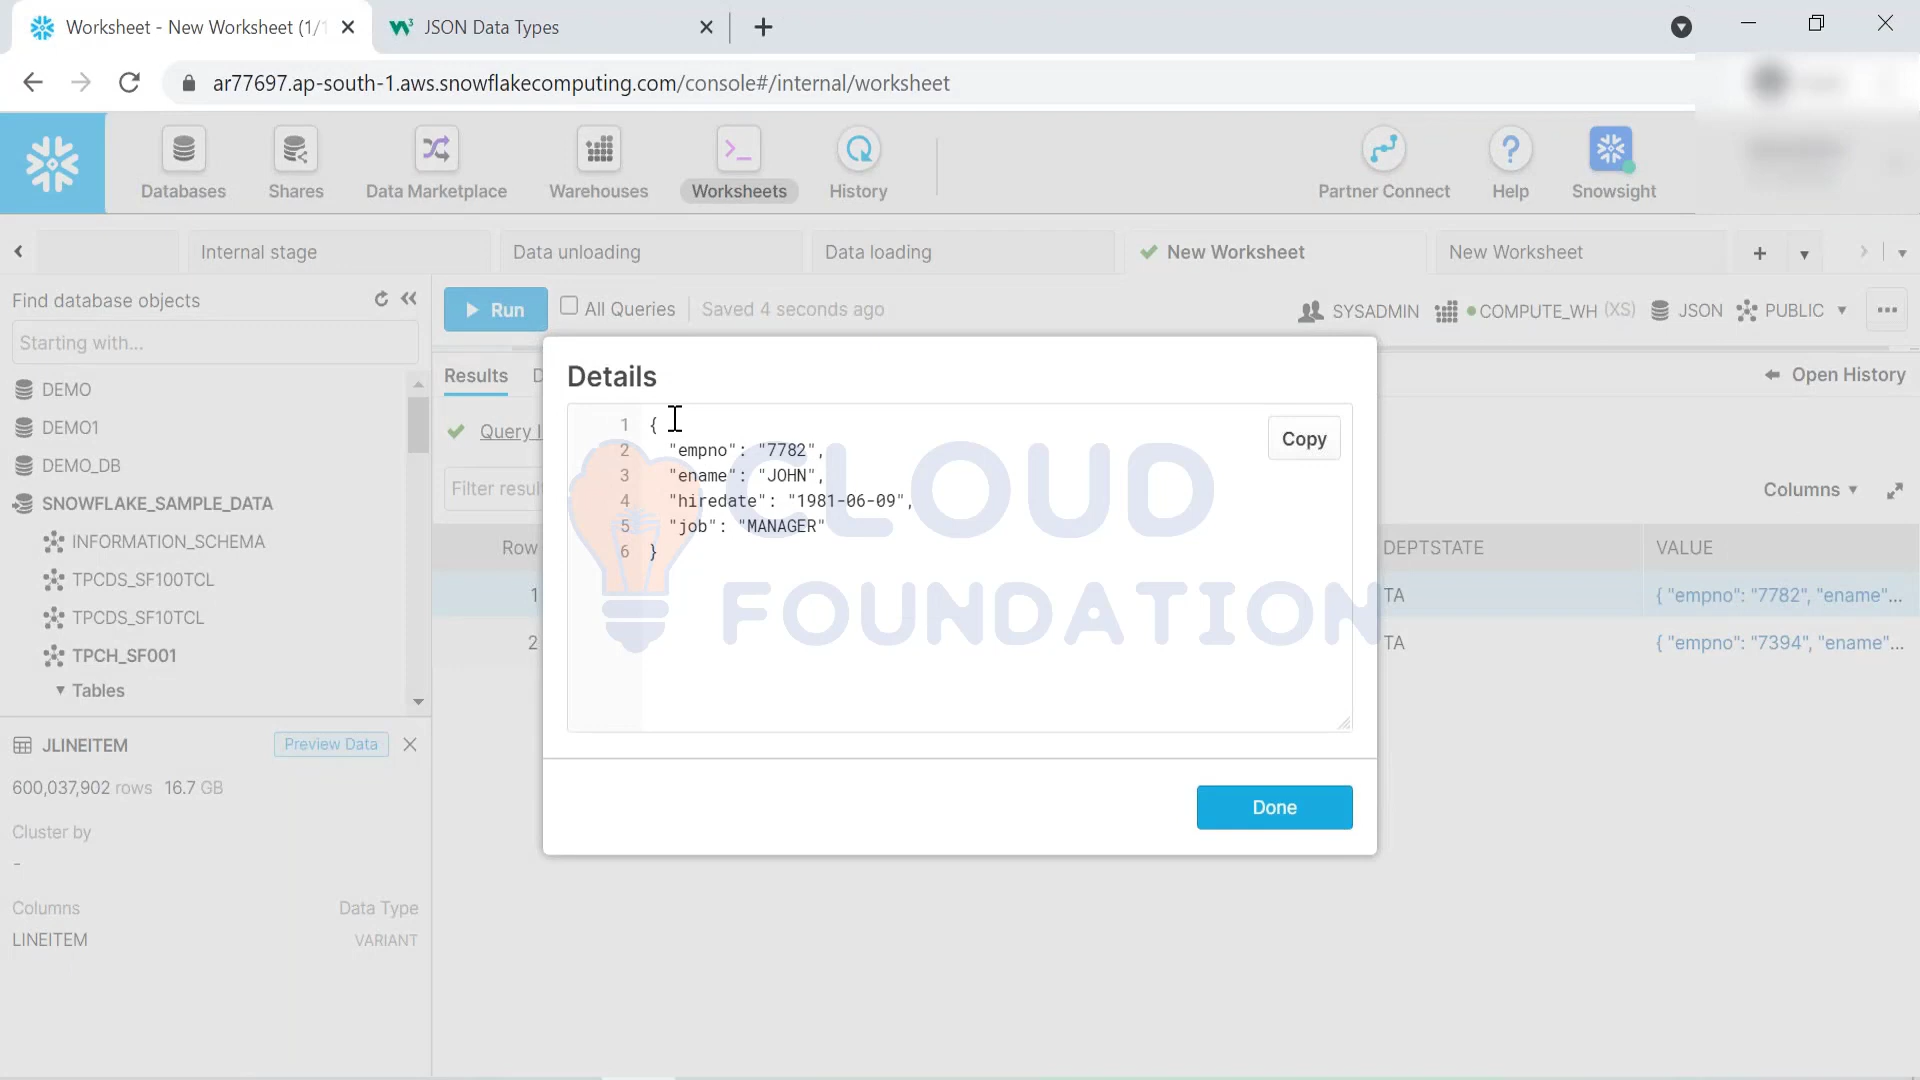 Worksheet - New Worksheet (1/1
JSON Data Types
ar77697.ap-south-1.aws.snowflakecomputing.com/console#/internal/worksheet
Databases
Shares
Data Marketplace
Warehouses
Worksheets
History
Partner Connect
Help
Snowsight
Internal stage
Data unloading
Data loading
New Worksheet
New Worksheet
Find database objects
Starting with...
DEMO
DEMO1
DEMO_DB
SNOWFLAKE_SAMPLE_DATA
INFORMATION_SCHEMA
TPCDS_SF100TCL
TPCDS_SF10TCL
TPCH_SF001
Tables
JLINEITEM
Preview Data
600,037,902 rows 16.7 GB
Cluster by
-
Columns Data Type
LINEITEM VARIANT
Run
All Queries
Saved 4 seconds ago
SYSADMIN
COMPUTE_WH (XS)
JSON
PUBLIC
Results
Open History
Query
Filter
Columns
Row DEPTSTATE VALUE
1 TA { "empno": "7782", "ename"...
2 TA { "empno": "7394", "ename"...
Details
1 {
2 "empno": "7782",
3 "ename": "JOHN",
4 "hiredate": "1981-06-09",
5 "job": "MANAGER"
6 }
Copy
Done
CLOUD
FOUNDATION